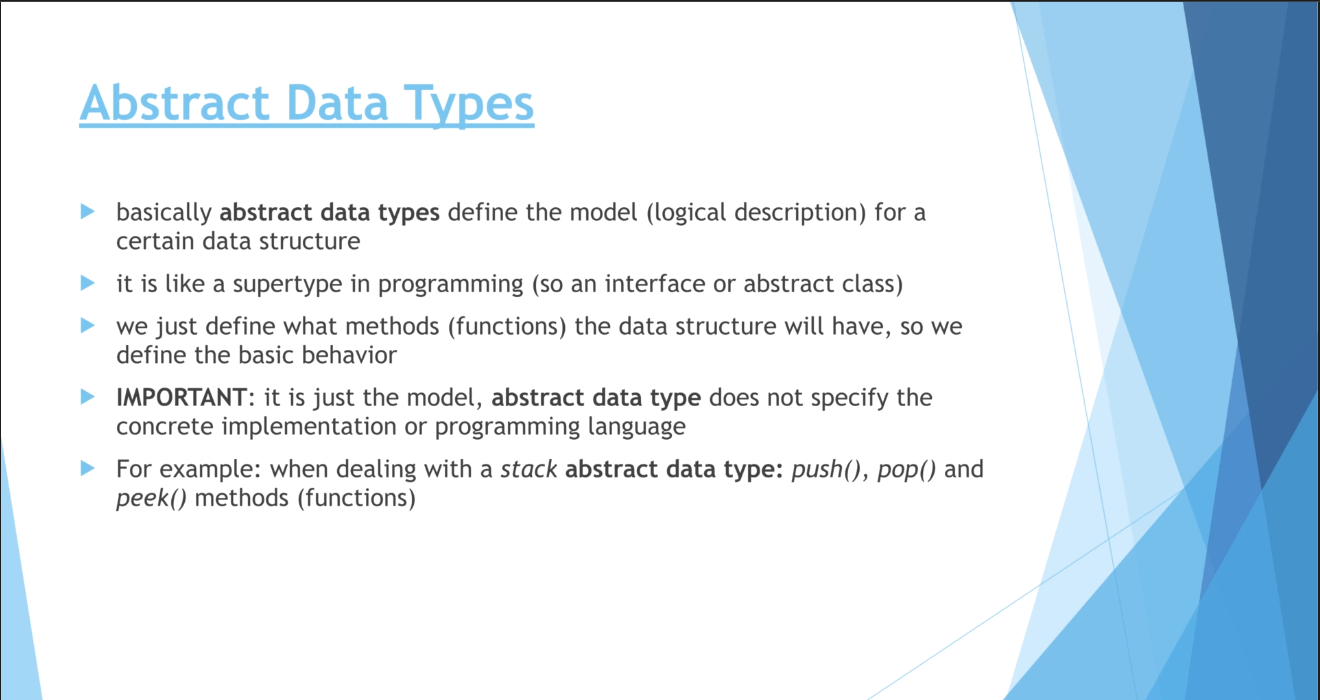 Abstract Data Types
basically abstract data types define the model (logical description) for a
certain data structure
it is like a supertype in programming (so an interface or abstract class)
we just define what methods (functions) the data structure will have, so we
define the basic behavior
IMPORTANT: it is just the model, abstract data type does not specify the
concrete implementation or programming language
For example: when dealing with a stack abstract data type: push(), pop() and
peek() methods (functions)